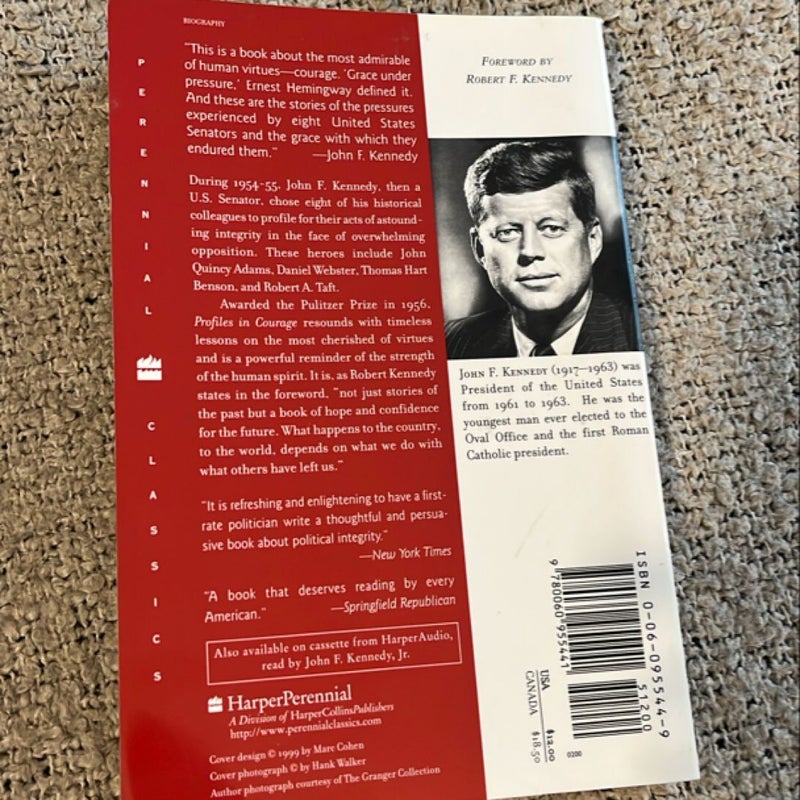 BIOGRAPHY
PERENNIAL CLASSICS
"This is a book about the most admirable
of human virtues—courage. 'Grace under
pressure,' Ernest Hemingway defined it.
And these are the stories of the pressures
experienced by eight United States
Senators and the grace with which they
endured them." —John F. Kennedy
During 1954-55, John F. Kennedy, then a
U.S. Senator, chose eight of his historical
colleagues to profile for their acts of astound-
ing integrity in the face of overwhelming
opposition. These heroes include John
Quincy Adams, Daniel Webster, Thomas Hart
Benson, and Robert A. Taft.
Awarded the Pulitzer Prize in 1956,
Profiles in Courage resounds with timeless
lessons on the most cherished of virtues
and is a powerful reminder of the strength
of the human spirit. It is, as Robert Kennedy
states in the foreword, "not just stories of
the past but a book of hope and confidence
for the future. What happens to the country,
to the world, depends on what we do with
what others have left us."
"It is refreshing and enlightening to have a first-
rate politician write a thoughtful and persua-
sive book about political integrity."
—New York Times
"A book that deserves reading by every
American." —Springfield Republican
Also available on cassette from HarperAudio,
read by John F. Kennedy, Jr.
HarperPerennial
A Division of HarperCollinsPublishers
http://www.perennialclassics.com
Cover design © 1999 by Marc Cohen
Cover photograph © by Hank Walker
Author photograph courtesy of The Granger Collection
FOREWORD BY
ROBERT F. KENNEDY
JOHN F. KENNEDY (1917–1963) was
President of the United States
from 1961 to 1963. He was the
youngest man ever elected to the
Oval Office and the first Roman
Catholic president.
ISBN 0-06-095544-9
9 780060 955441
51200
USA $12.00
CANADA $18.50
0200